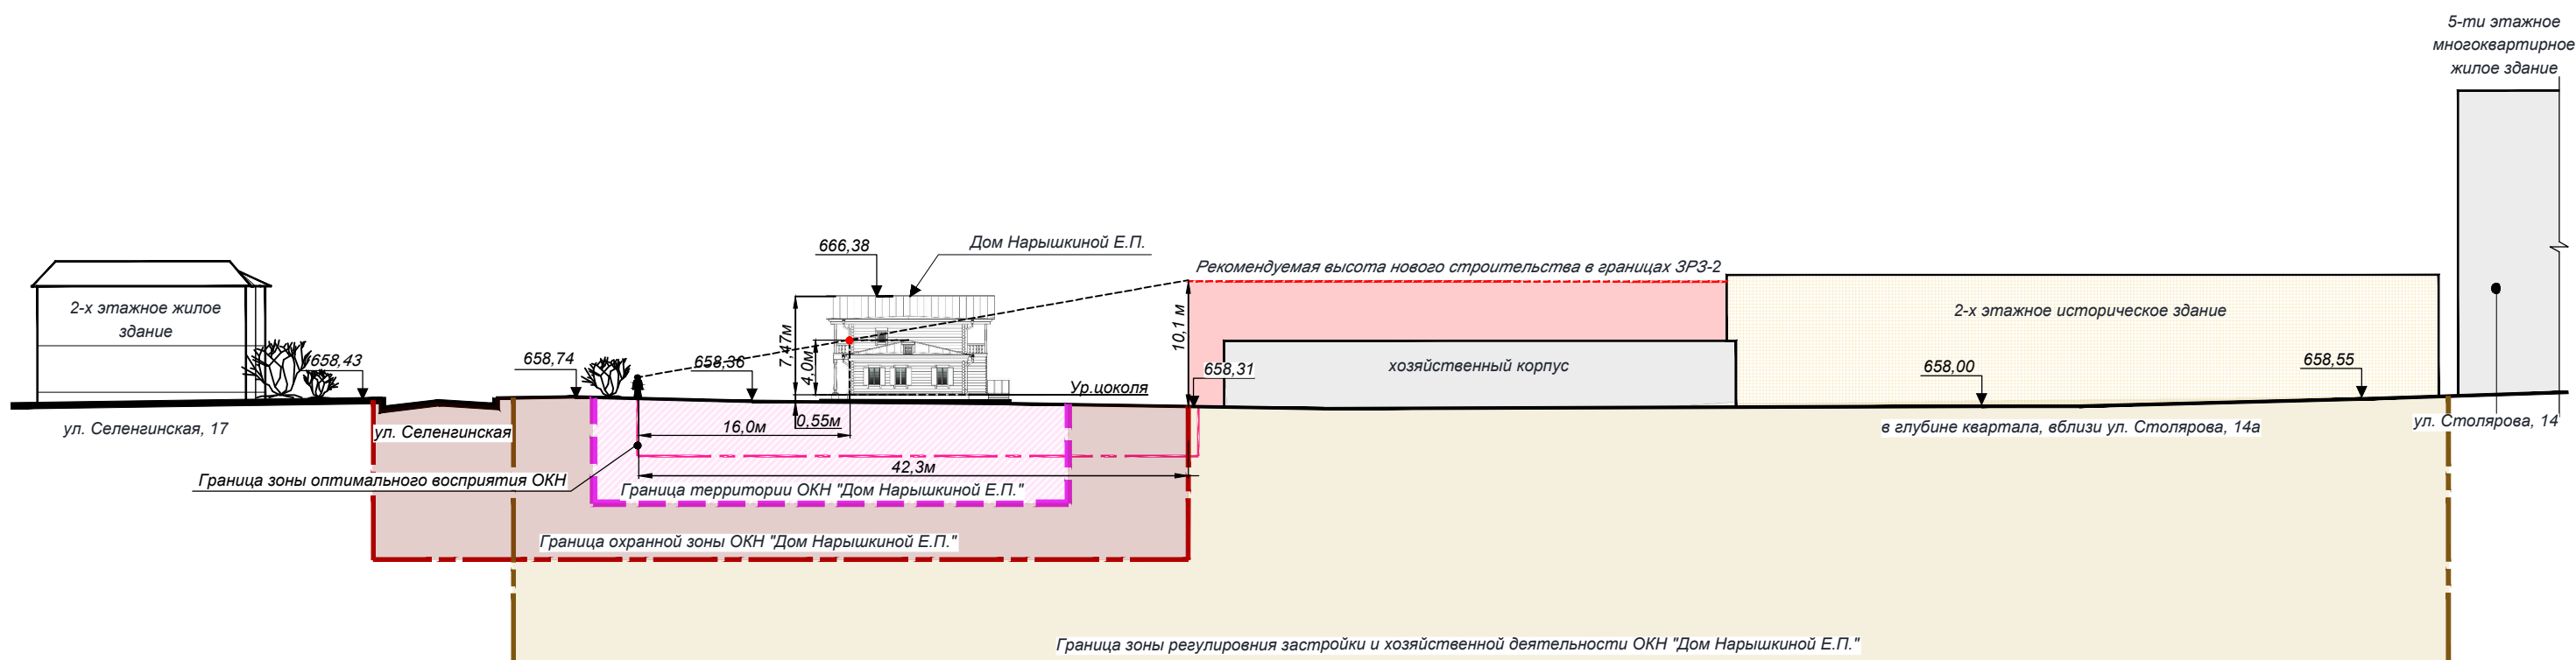 5-ти этажное
многоквартирное
жилое здание
666,38
Дом Нарышкиной Е.П.
Рекомендуемая высота нового строительства в границах ЗРЗ-2
2-х этажное жилое
здание
2-х этажное историческое здание
658,43
658,74
658,36
7,47м
4,0м
10,1 м
658,31
хозяйственный корпус
658,00
658,55
Ур.цоколя
ул. Селенгинская, 17
ул. Селенгинская
16,0м
0,55м
в глубине квартала, вблизи ул. Столярова, 14а
ул. Столярова, 14
42,3м
Граница зоны оптимального восприятия ОКН
Граница территории ОКН "Дом Нарышкиной Е.П."
Граница охранной зоны ОКН "Дом Нарышкиной Е.П."
Граница зоны регулировния застройки и хозяйственной деятельности ОКН "Дом Нарышкиной Е.П."